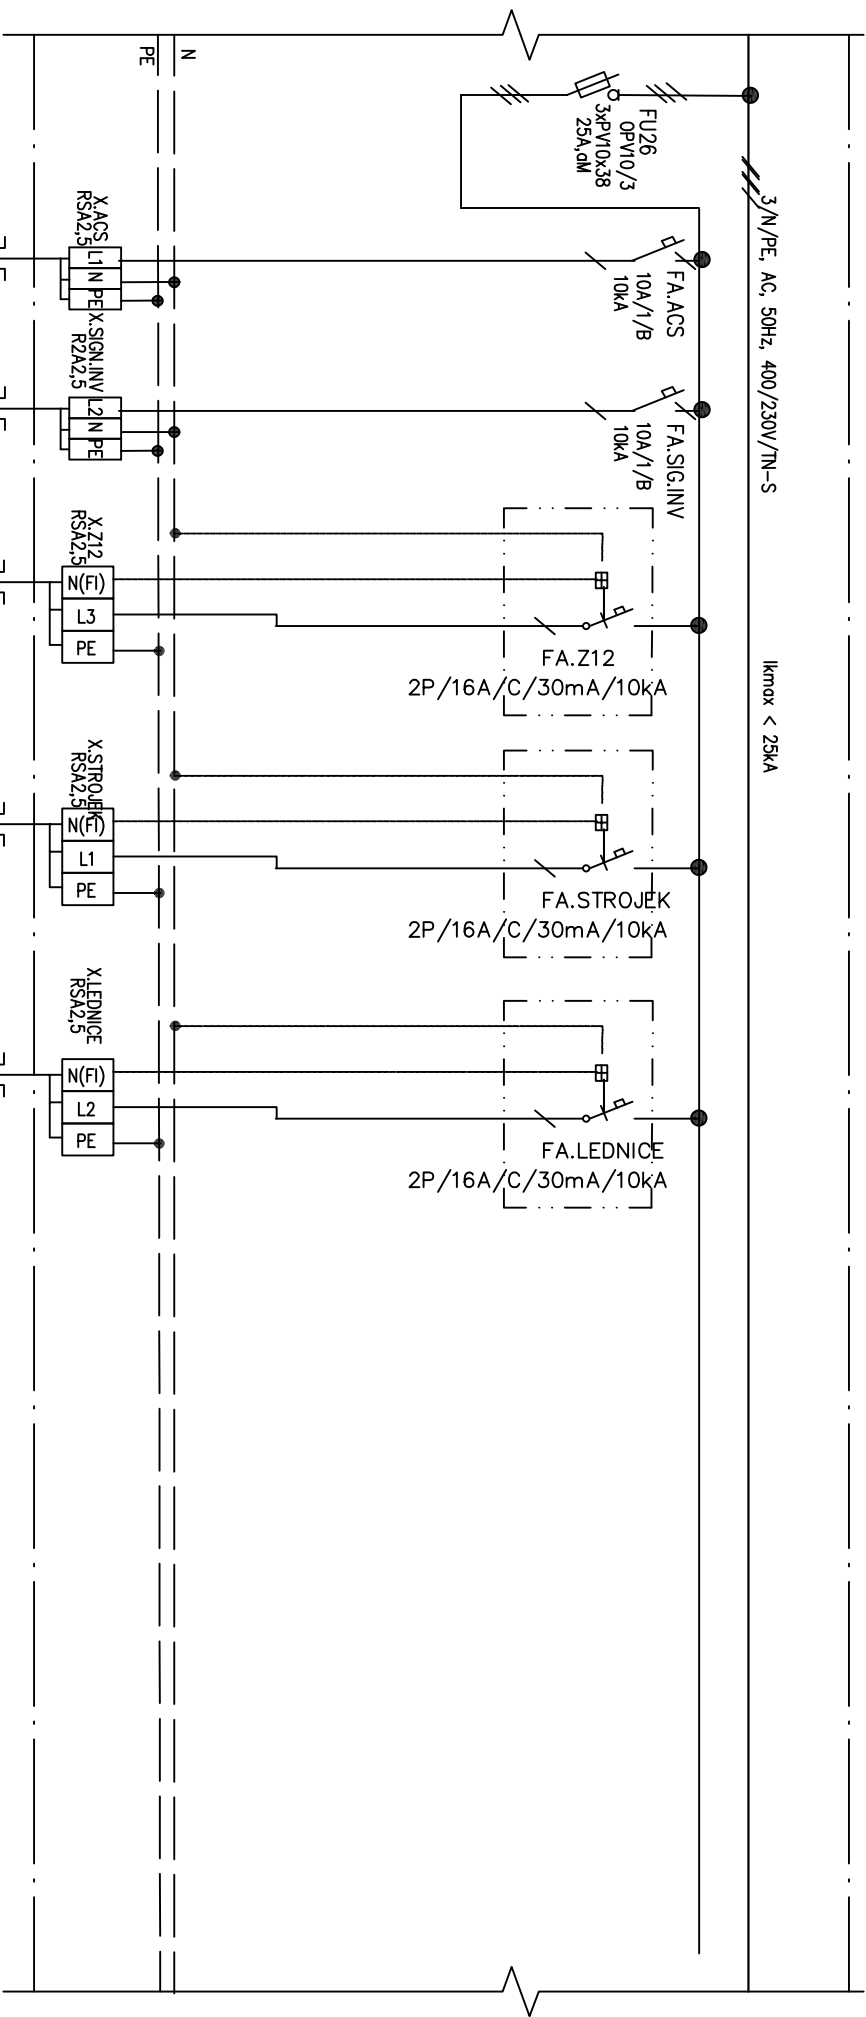 N
PE
FU26
OPV10/3
3xPV10x38
25A,aM
3/N/PE, AC, 50Hz, 400/230V/TN-S
Ikmax < 25kA
X.ACS
RSA2,5
L1
N
PE
FA.ACS
10A/1/B
10kA
X.SIGN.INV
R2A2,5
L2
N
PE
FA.SIG.INV
10A/1/B
10kA
X.Z12
RSA2,5
N(FI)
L3
PE
FA.Z12
2P/16A/C/30mA/10kA
X.STROJEK
RSA2,5
N(FI)
L1
PE
FA.STROJEK
2P/16A/C/30mA/10kA
X.LEDNICE
RSA2,5
N(FI)
L2
PE
FA.LEDNICE
2P/16A/C/30mA/10kA